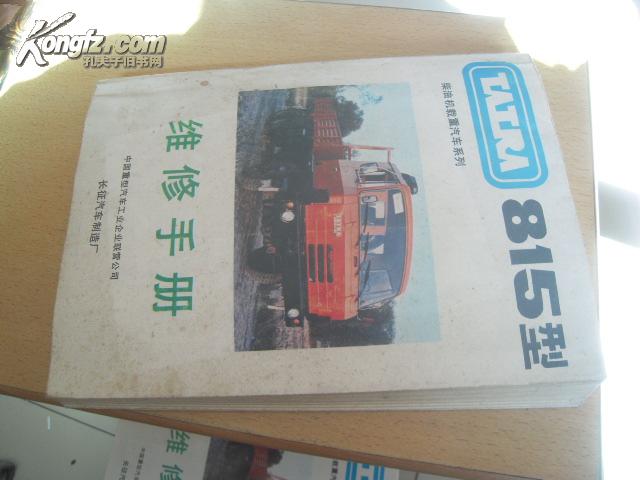 Kongfz.com
孔夫子旧书网
TATRA
815型
柴油机载重汽车系列
维修手册
中国重型汽车工业企业联营公司
长征汽车制造厂
维修